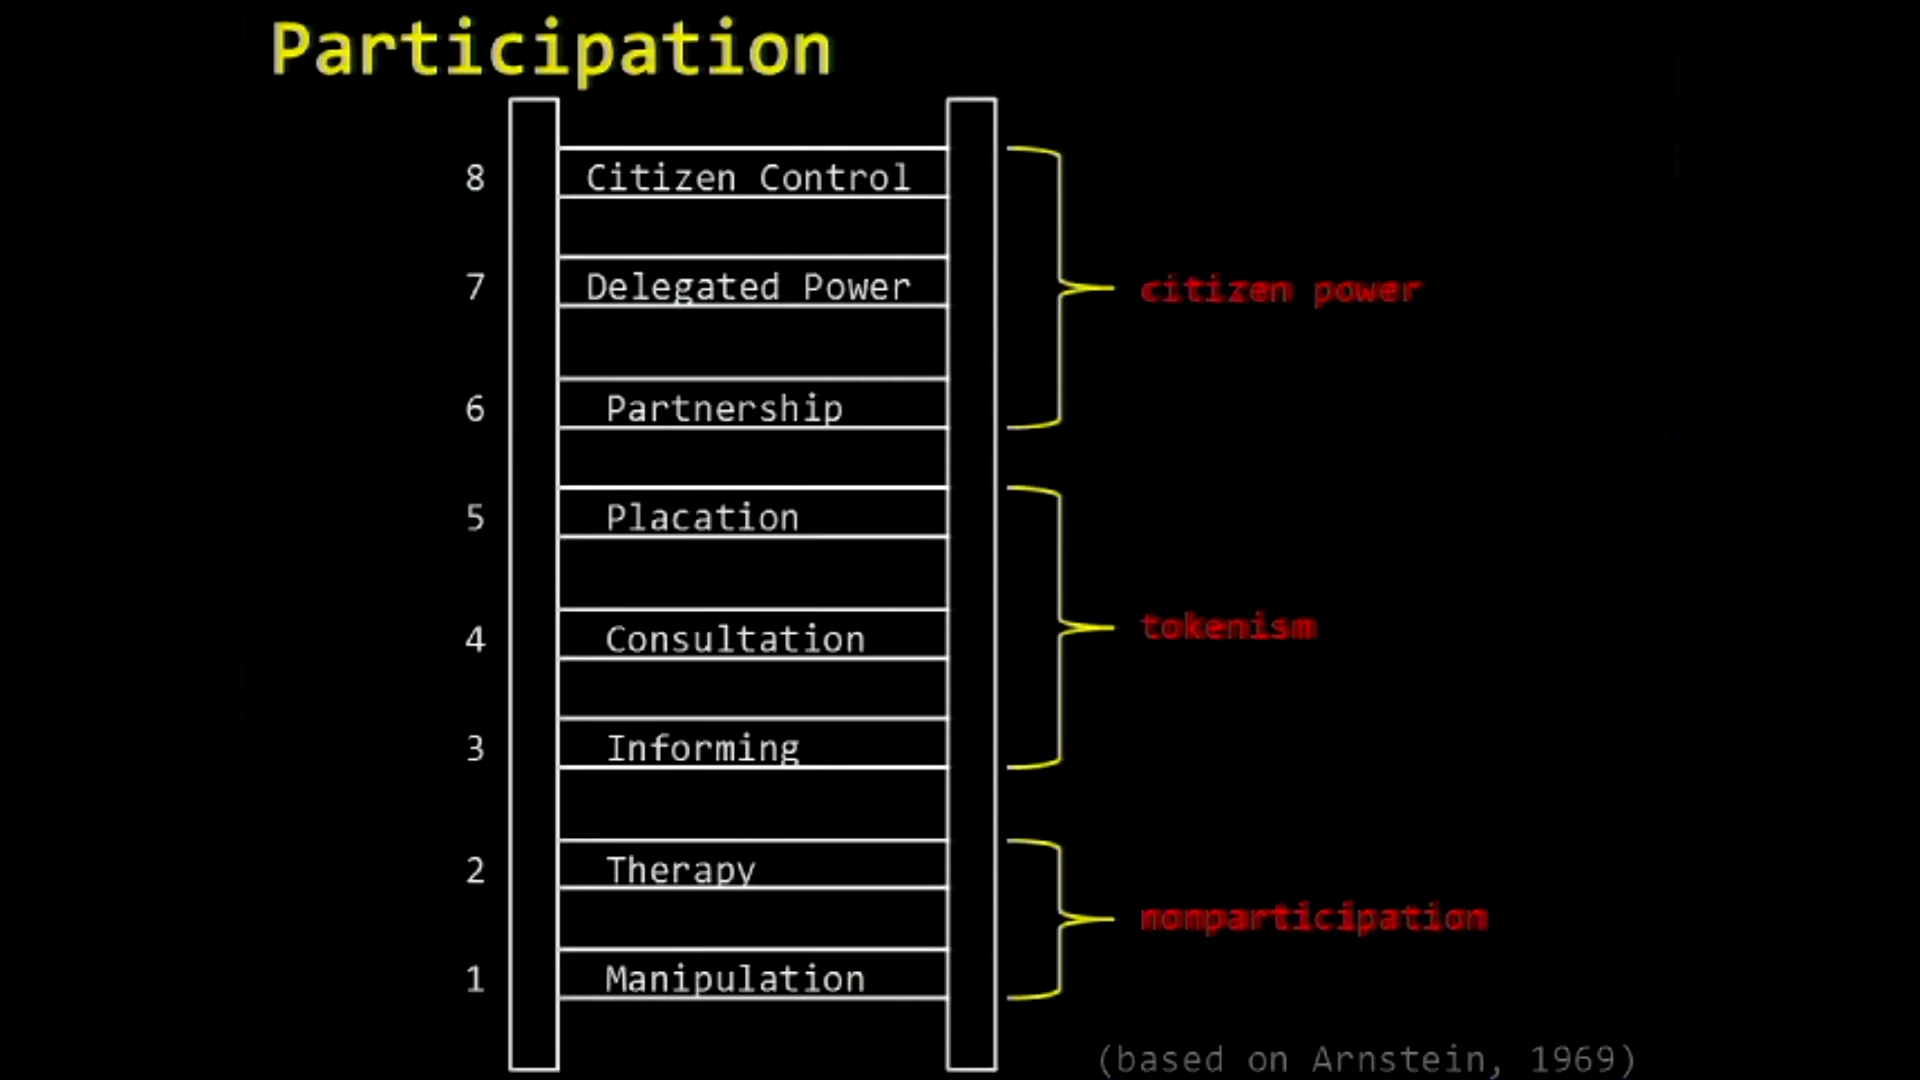 Participation
8 Citizen Control
7 Delegated Power
citizen power
6 Partnership
5 Placation
tokenism
4 Consultation
3 Informing
2 Therapy
nonparticipation
1 Manipulation
(based on Arnstein, 1969)